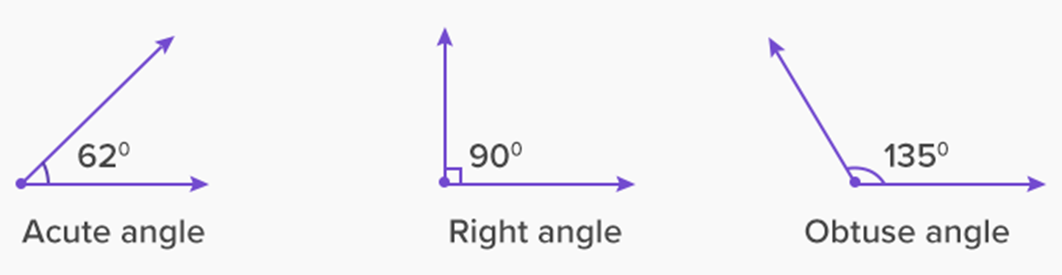 62⁰
90⁰
135⁰
Acute angle
Right angle
Obtuse angle